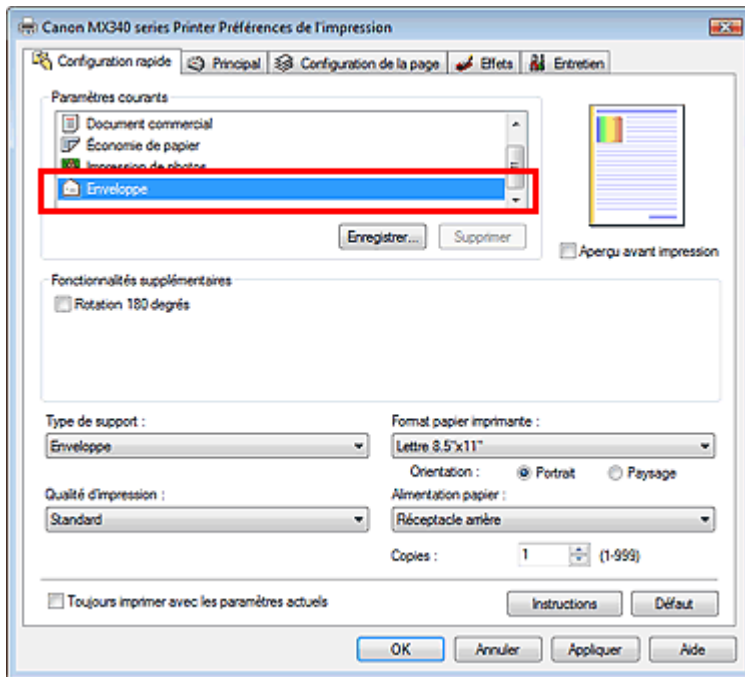 Canon MX340 series Printer Préférences de l'impression
Configuration rapide Principal Configuration de la page Effets Entretien
Paramètres courants
Document commercial
Économie de papier
Impression de photos
Enveloppe
Enregistrer... Supprimer
Aperçu avant impression
Fonctionnalités supplémentaires
Rotation 180 degrés
Type de support : Format papier imprimante :
Enveloppe Lettre 8.5"x11"
Orientation : Portrait Paysage
Qualité d'impression : Alimentation papier :
Standard Réceptacle arrière
Copies : 1 (1-999)
Toujours imprimer avec les paramètres actuels Instructions Défaut
OK Annuler Appliquer Aide